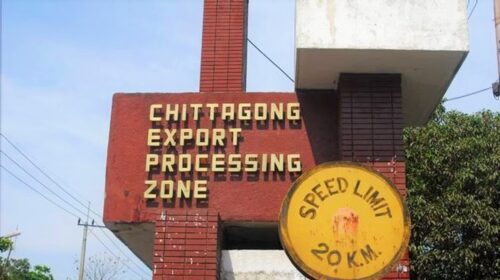 CHITTAGONG
EXPORT
PROCESSING
ZONE
SPEED LIMIT
20 K.M.